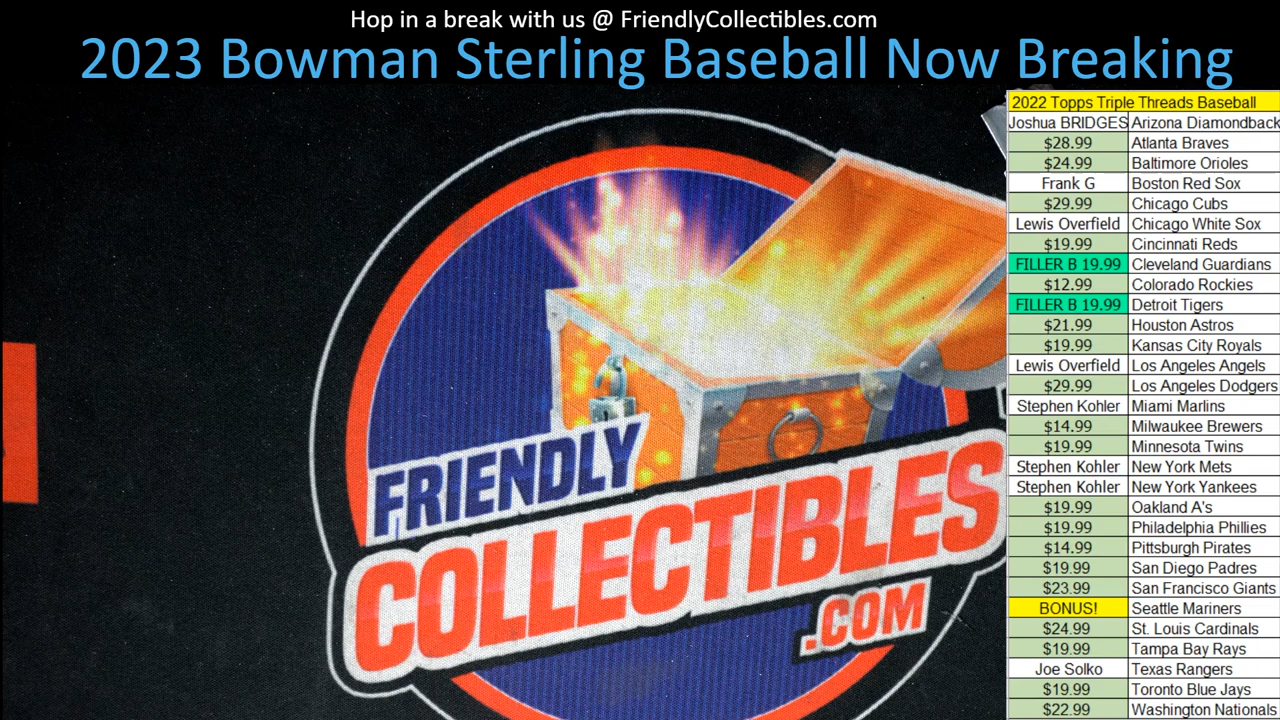 Hop in a break with us @ FriendlyCollectibles.com
2023 Bowman Sterling Baseball Now Breaking
2022 Topps Triple Threads Baseball
Joshua BRIDGES Arizona Diamondback
$28.99 Atlanta Braves
$24.99 Baltimore Orioles
Frank G Boston Red Sox
$29.99 Chicago Cubs
Lewis Overfield Chicago White Sox
$19.99 Cincinnati Reds
FILLER B 19.99 Cleveland Guardians
$12.99 Colorado Rockies
FILLER B 19.99 Detroit Tigers
$21.99 Houston Astros
$19.99 Kansas City Royals
Lewis Overfield Los Angeles Angels
$29.99 Los Angeles Dodgers
Stephen Kohler Miami Marlins
$14.99 Milwaukee Brewers
$19.99 Minnesota Twins
Stephen Kohler New York Mets
Stephen Kohler New York Yankees
$19.99 Oakland A's
$19.99 Philadelphia Phillies
$14.99 Pittsburgh Pirates
$19.99 San Diego Padres
$23.99 San Francisco Giants
BONUS! Seattle Mariners
$24.99 St. Louis Cardinals
$19.99 Tampa Bay Rays
Joe Solko Texas Rangers
$19.99 Toronto Blue Jays
$22.99 Washington Nationals
FRIENDLY
COLLECTIBLES
.COM